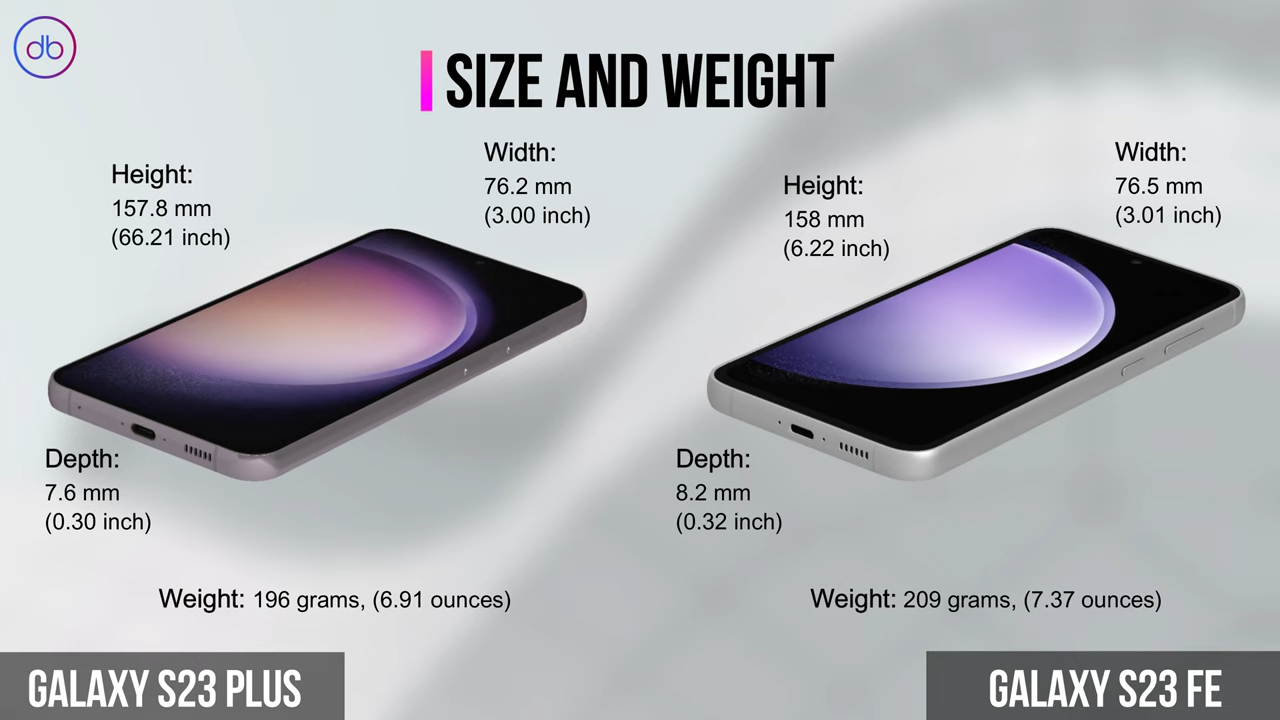 db
SIZE AND WEIGHT
Height:
157.8 mm
(66.21 inch)
Width:
76.2 mm
(3.00 inch)
Depth:
7.6 mm
(0.30 inch)
Weight: 196 grams, (6.91 ounces)
GALAXY S23 PLUS
Height:
158 mm
(6.22 inch)
Width:
76.5 mm
(3.01 inch)
Depth:
8.2 mm
(0.32 inch)
Weight: 209 grams, (7.37 ounces)
GALAXY S23 FE